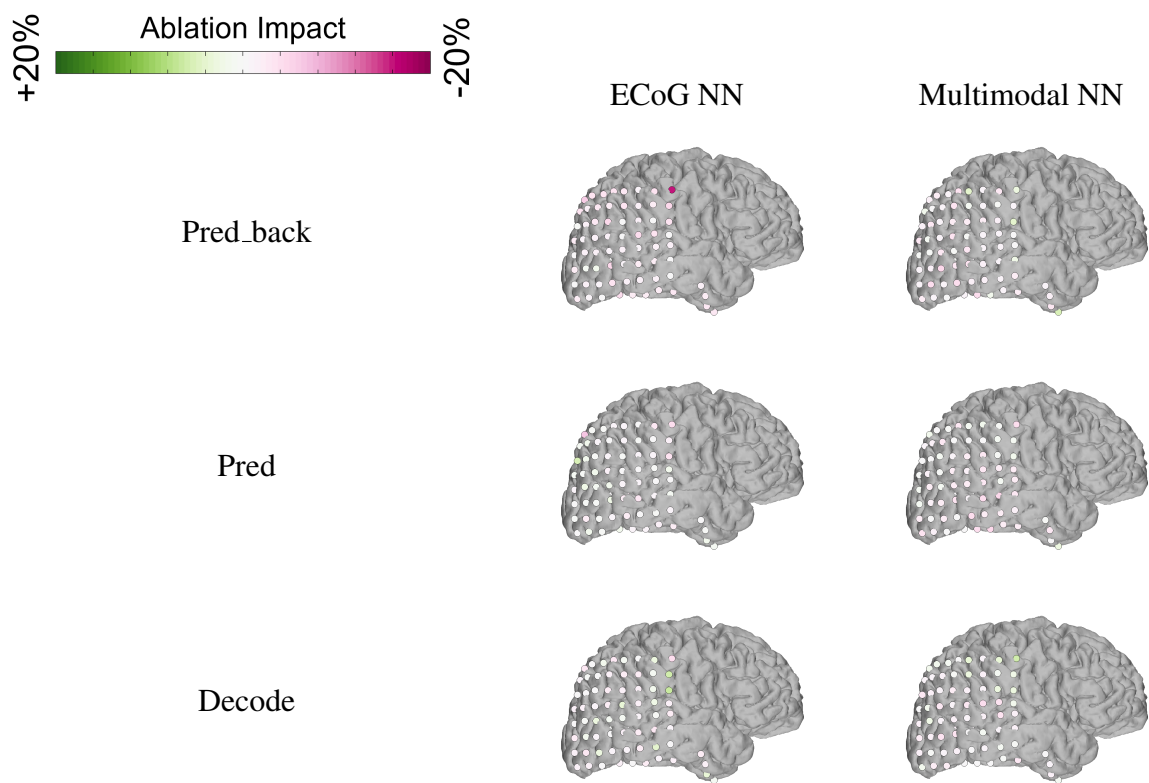 Ablation Impact
+20%
-20%
ECoG NN
Multimodal NN
Pred_back
Pred
Decode